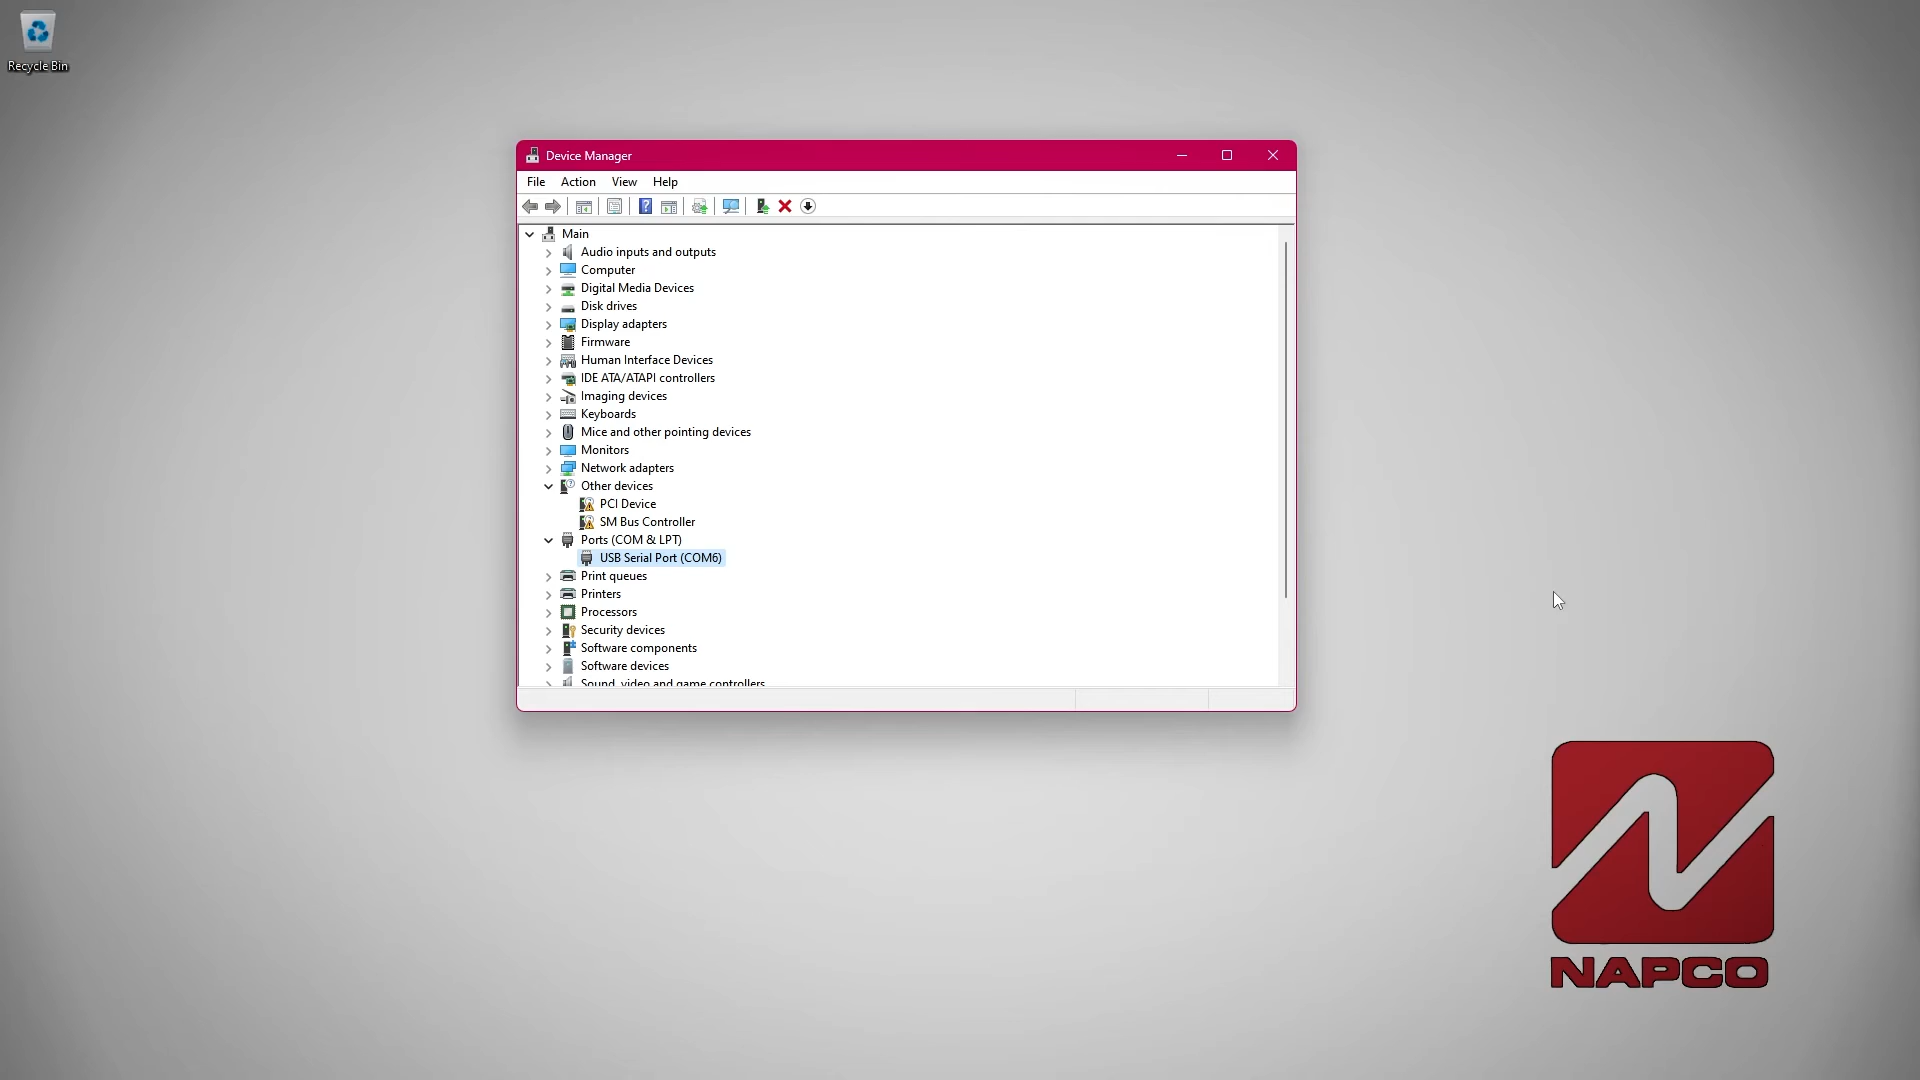 Recycle Bin
Device Manager
File Action View Help
Main
Audio inputs and outputs
Computer
Digital Media Devices
Disk drives
Display adapters
Firmware
Human Interface Devices
IDE ATA/ATAPI controllers
Imaging devices
Keyboards
Mice and other pointing devices
Monitors
Network adapters
Other devices
PCI Device
SM Bus Controller
Ports (COM & LPT)
USB Serial Port (COM6)
Print queues
Printers
Processors
Security devices
Software components
Software devices
Sound, video and game controllers
NAPCO